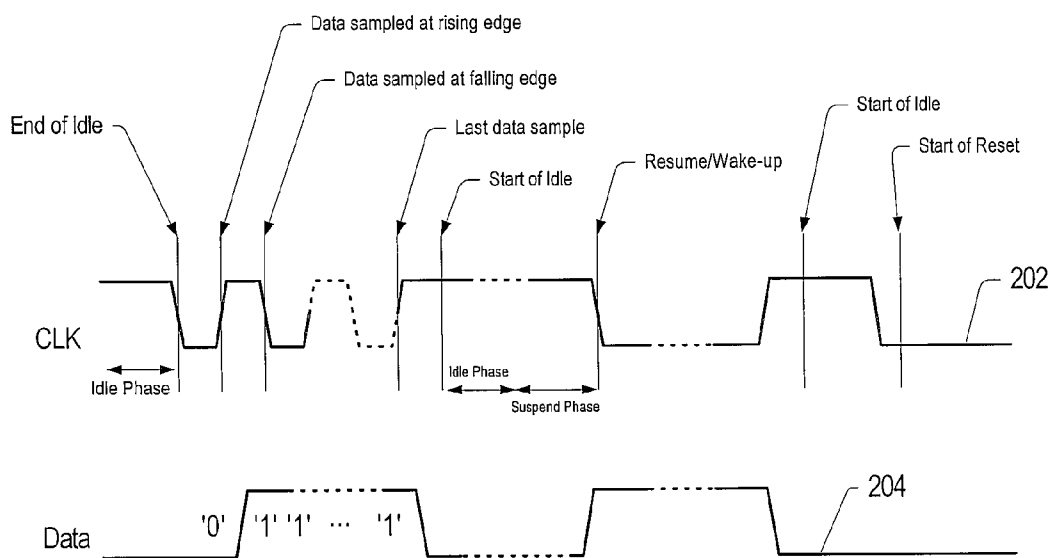 Data sampled at rising edge
Data sampled at falling edge
Start of Idle
End of Idle
Last data sample
Start of Reset
Resume/Wake-up
Start of Idle
202
CLK
Idle Phase
Idle Phase
Suspend Phase
204
'0' '1' '1' ... '1'
Data